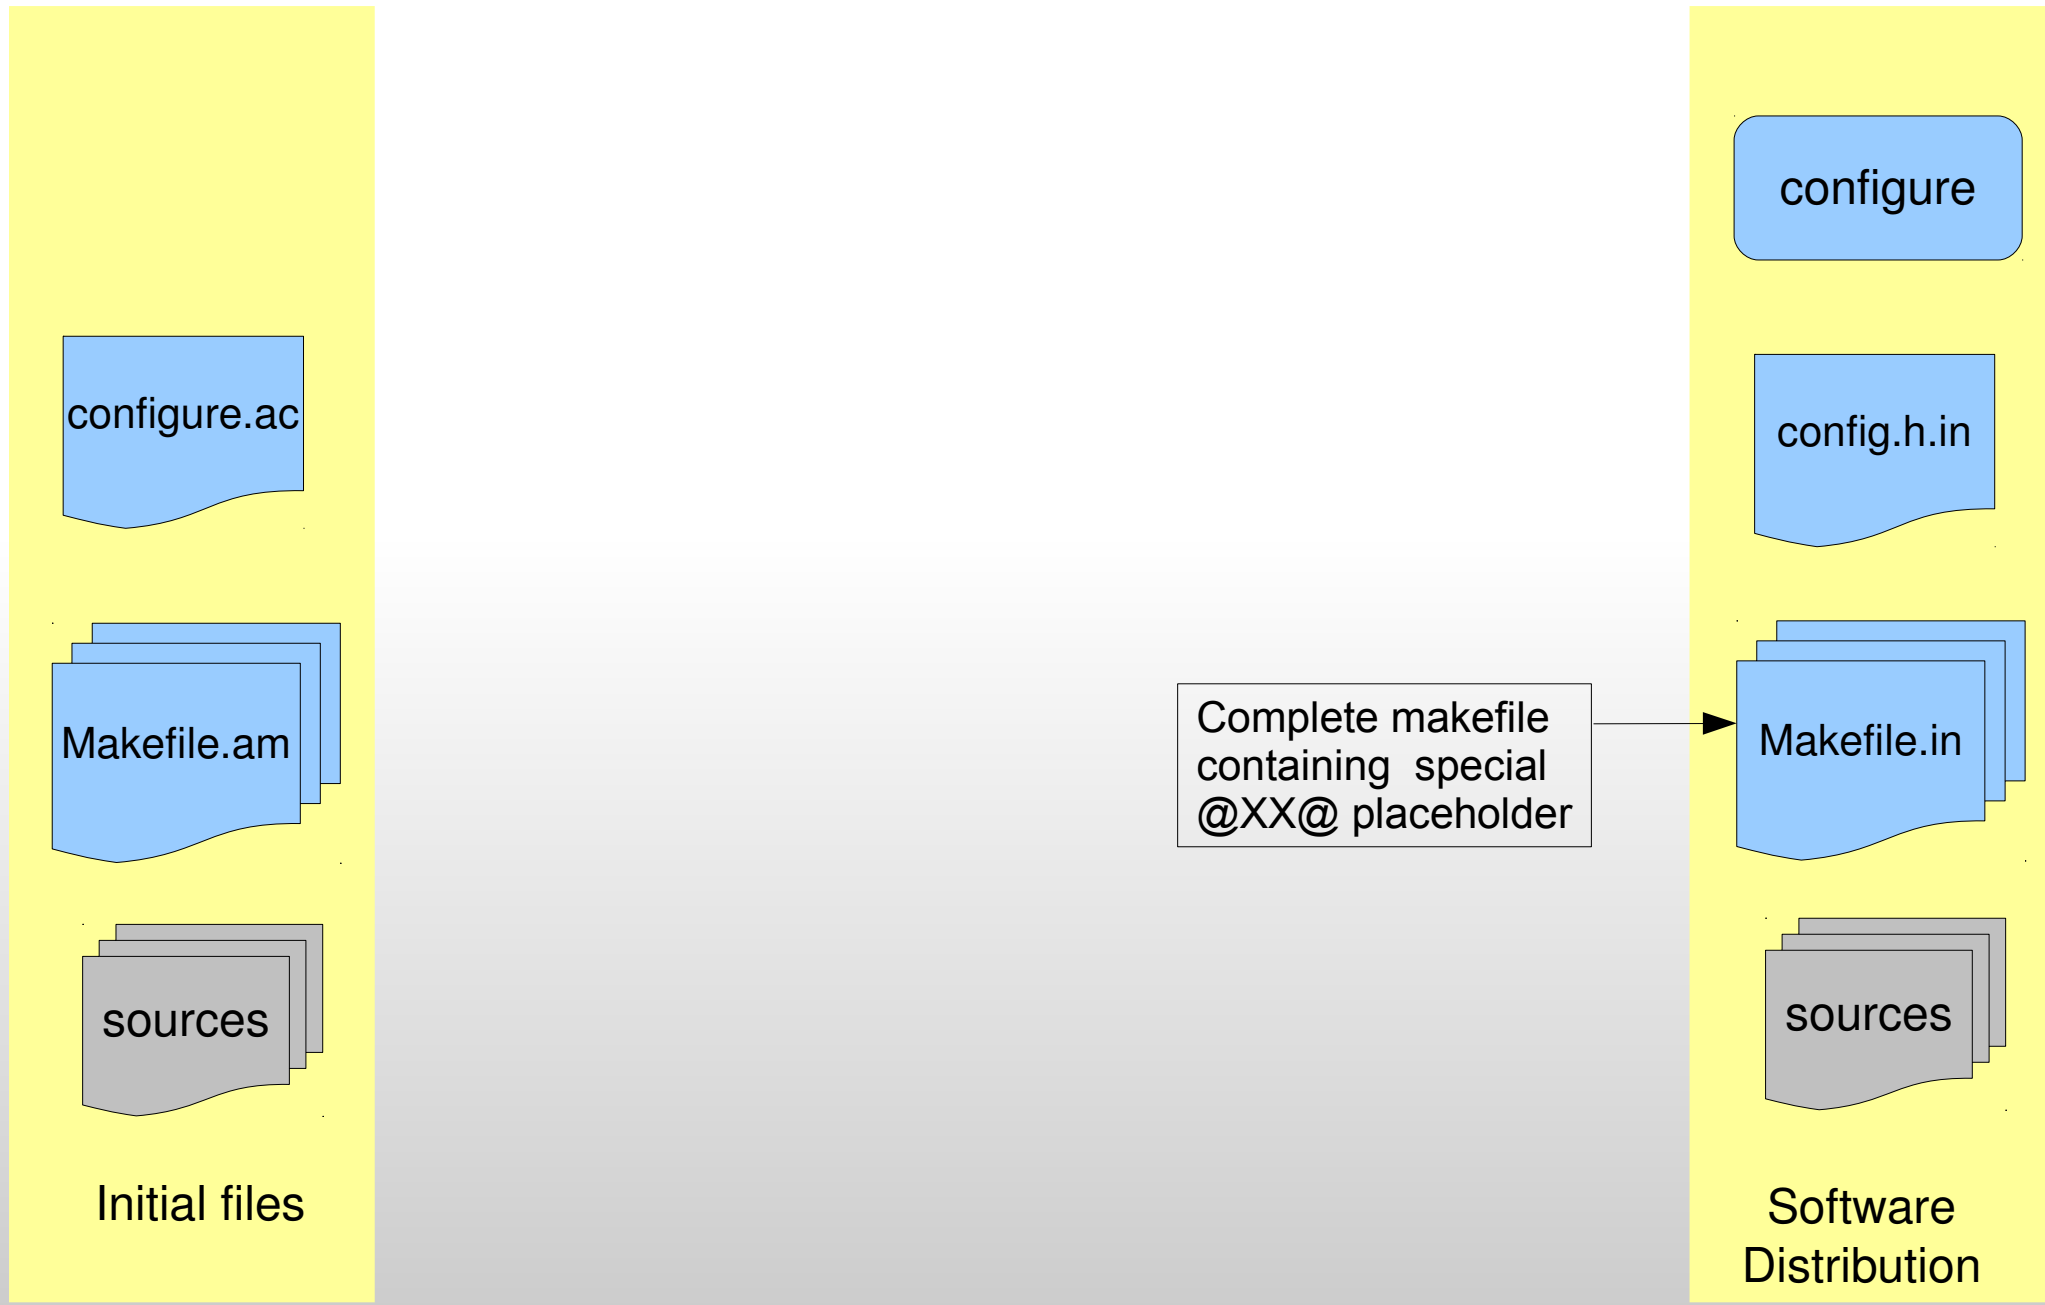 configure.ac
Makefile.am
sources
Initial files
Complete makefile
containing  special
@XX@ placeholder
configure
config.h.in
Makefile.in
sources
Software
Distribution